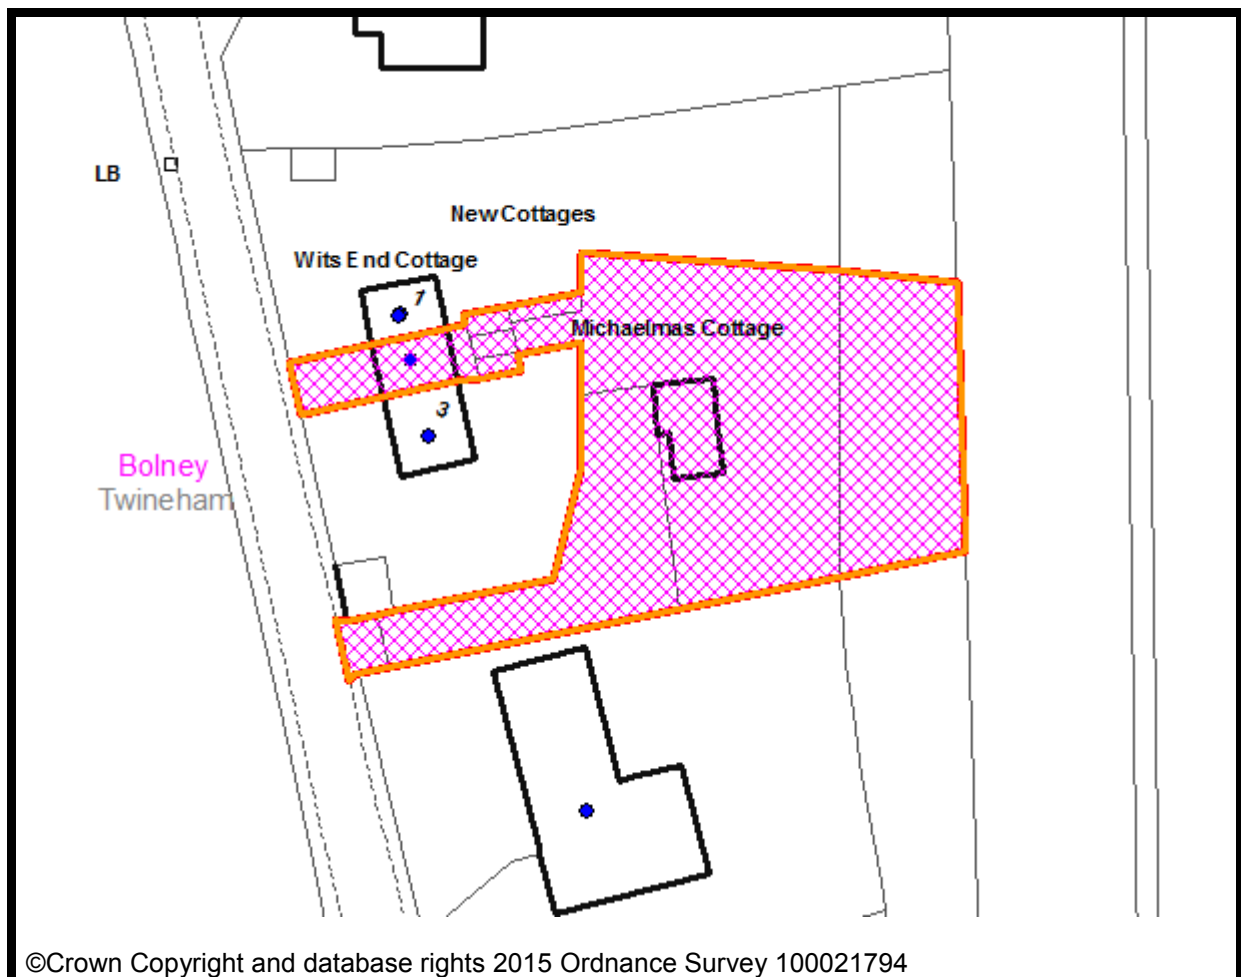 LB
New Cottages
Wits End Cottage
1
Michaelmas Cottage
3
Bolney
Twineham
©Crown Copyright and database rights 2015 Ordnance Survey 100021794